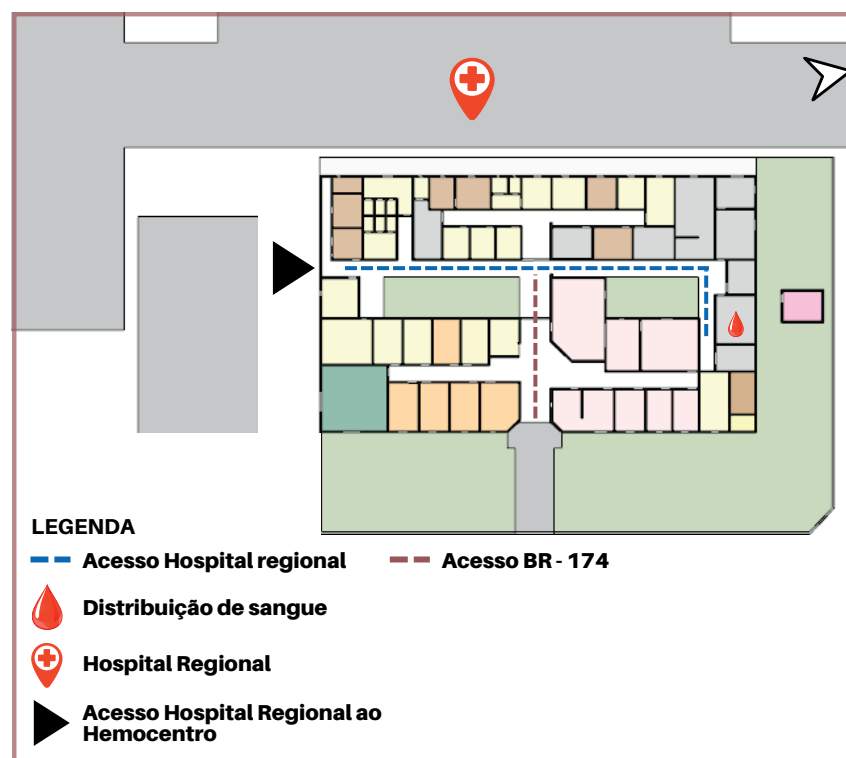 LEGENDA
Acesso Hospital regional
Acesso BR - 174
Distribuição de sangue
Hospital Regional
Acesso Hospital Regional ao
Hemocentro